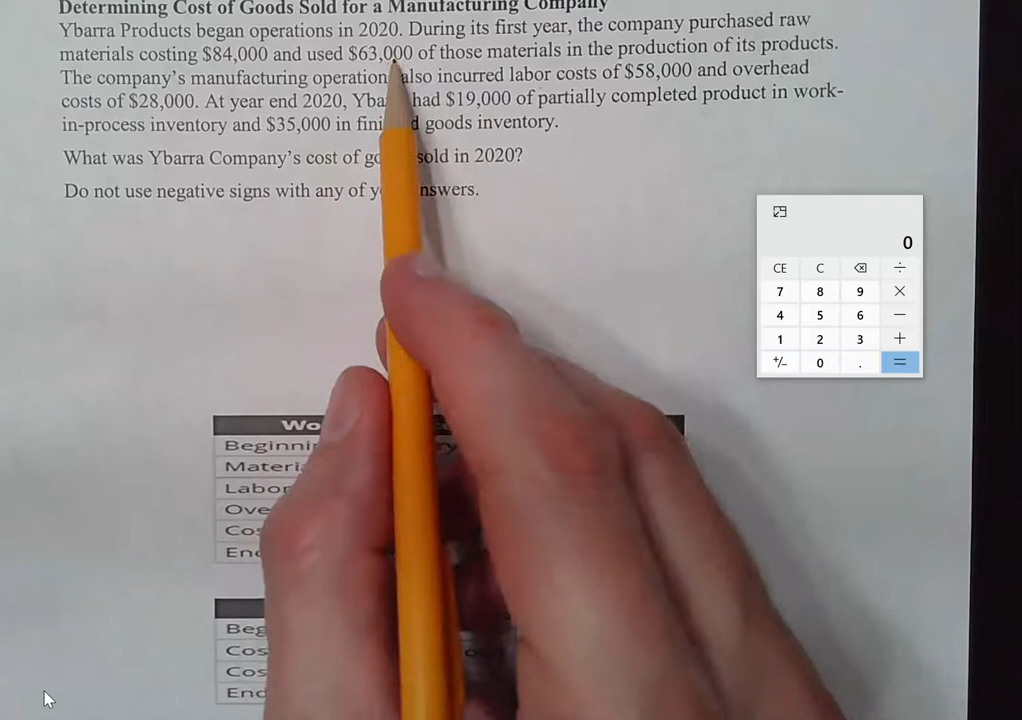 Determining Cost of Goods Sold for a Manufacturing Company
Ybarra Products began operations in 2020. During its first year, the company purchased raw
materials costing $84,000 and used $63,000 of those materials in the production of its products.
The company's manufacturing operation also incurred labor costs of $58,000 and overhead
costs of $28,000. At year end 2020, Yba had $19,000 of partially completed product in work-
in-process inventory and $35,000 in fini d goods inventory.
What was Ybarra Company's cost of go sold in 2020?
Do not use negative signs with any of y nswers.
0
CE C ÷
7 8 9 ×
4 5 6 −
1 2 3 +
+/− 0 . =
Wo
Beginni
Materi
Labor
Ove
Cos
End
Beg
Cos
Cos
End